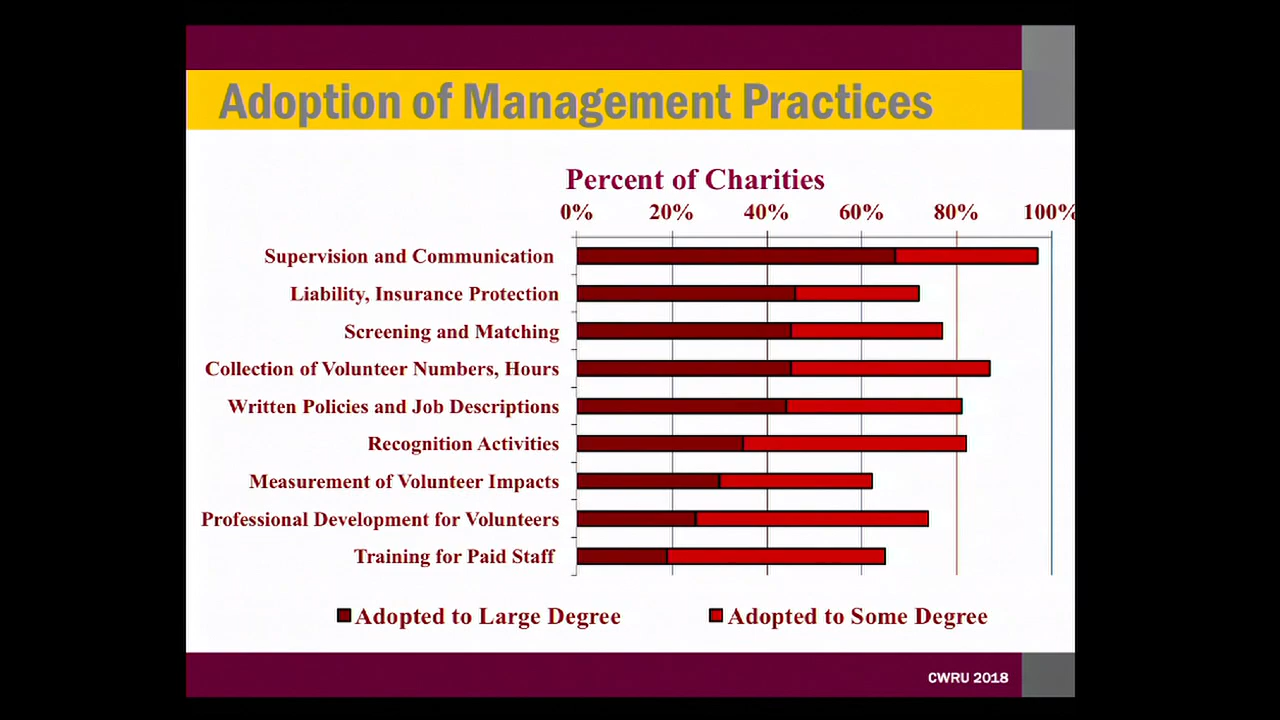 Adoption of Management Practices
Percent of Charities
0% 20% 40% 60% 80% 100%
Supervision and Communication
Liability, Insurance Protection
Screening and Matching
Collection of Volunteer Numbers, Hours
Written Policies and Job Descriptions
Recognition Activities
Measurement of Volunteer Impacts
Professional Development for Volunteers
Training for Paid Staff
Adopted to Large Degree Adopted to Some Degree
CWRU 2018